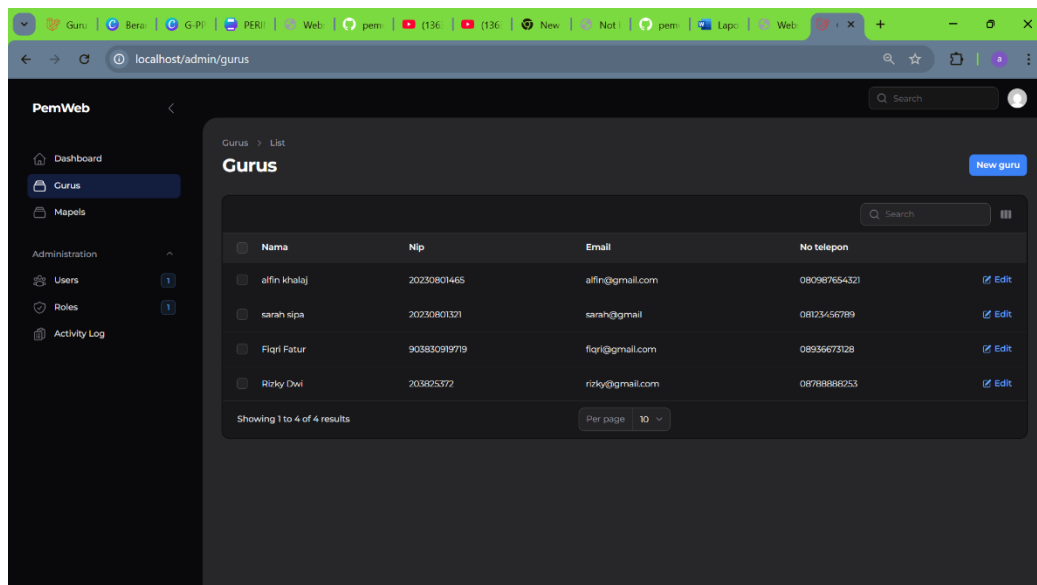 Guru Bera G-PP PERI! Web pem (136 (136 New Not pem Lapo Web
localhost/admin/gurus a
PemWeb
Search
Gurus > List
Gurus
New guru
Dashboard
Gurus
Mapels
Administration
Users 1
Roles 1
Activity Log
Search
Nama Nip Email No telepon
alfin khalaj 20230801465 alfin@gmail.com 080987654321 Edit
sarah sipa 20230801321 sarah@gmail 08123456789 Edit
Fiqri Fatur 903830919719 fiqri@gmail.com 08936673128 Edit
Rizky Dwi 203825372 rizky@gmail.com 08788888253 Edit
Showing 1 to 4 of 4 results Per page 10